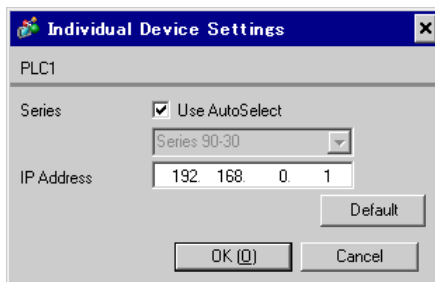 Individual Device Settings
PLC1
Series Use AutoSelect
Series 90-30
IP Address 192. 168. 0. 1
Default
OK (O) Cancel